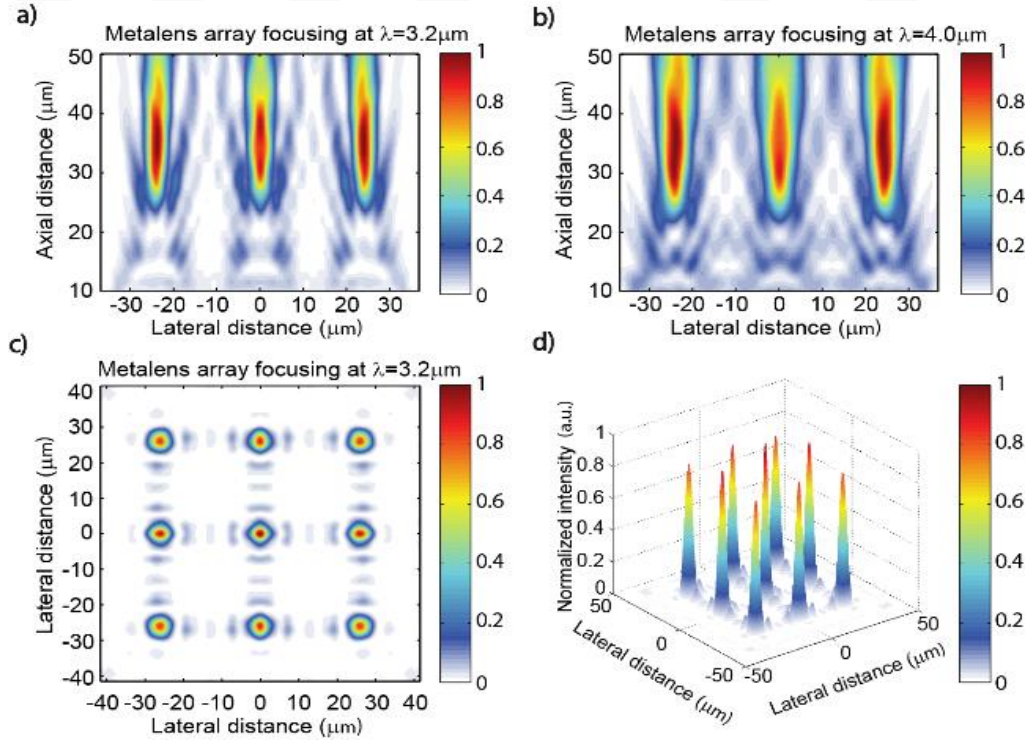 a)
Metalens array focusing at λ=3.2μm
50
40
30
20
10
Axial distance (μm)
-30 -20 -10 0 10 20 30
Lateral distance (μm)
1
0.8
0.6
0.4
0.2
0
b)
Metalens array focusing at λ=4.0μm
50
40
30
20
10
Axial distance (μm)
-30 -20 -10 0 10 20 30
Lateral distance (μm)
1
0.8
0.6
0.4
0,2
0
c)
Metalens array focusing at λ=3.2μm
40
30
20
10
0
-10
-20
-30
-40
Lateral distance (μm)
-40 -30 -20 -10 0 10 20 30 40
Lateral distance (μm)
1
0.8
0.6
0.4
0.2
0
d)
Normalized intensity (a.u.)
1
0.8
0.6
0.4
0.2
0
50
0
-50
Lateral distance (μm)
-50
0
50
Lateral distance (μm)
1
0.8
0.6
0.4
0.2
0